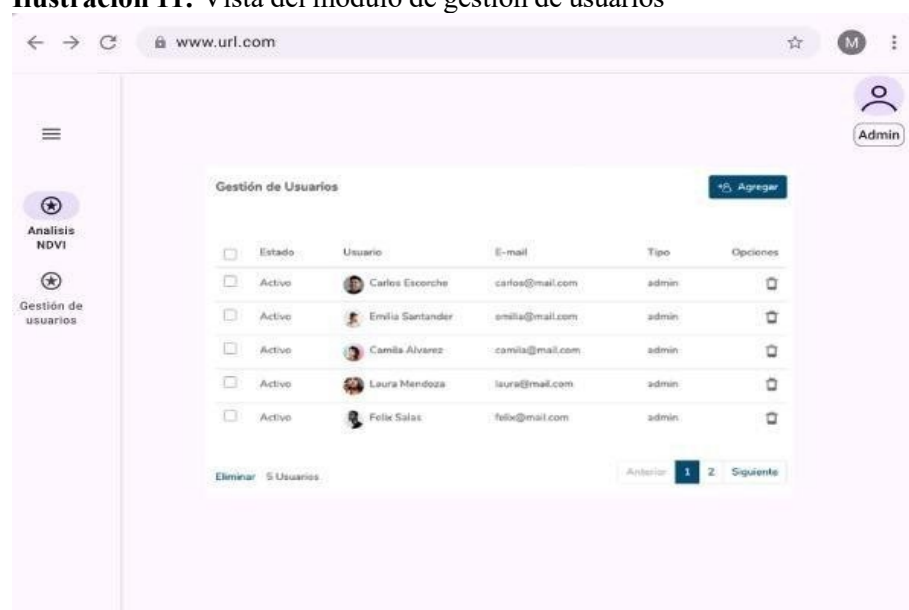 Ilustración 11. Vista del módulo de gestión de usuarios
www.url.com
M
Admin
Analisis
NDVI
Gestión de
usuarios
Gestión de Usuarios
Agregar
Estado Usuario E-mail Tipo Opciones
Activo Carlos Escorche carlos@mail.com admin
Activo Emilia Santander emilia@mail.com admin
Activo Camila Alvarez camila@mail.com admin
Activo Laura Mendoza laura@mail.com admin
Activo Felix Salas felix@mail.com admin
Eliminar 5 Usuarios
Anterior 1 2 Siguiente